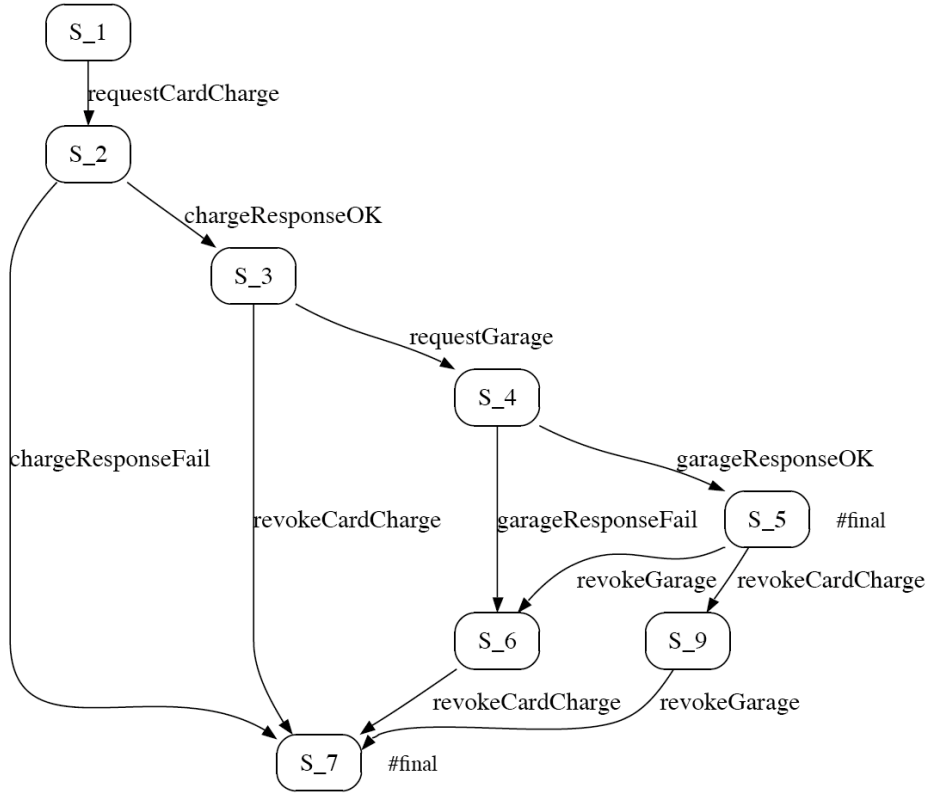 S_1
requestCardCharge
S_2
chargeResponseOK
S_3
requestGarage
S_4
chargeResponseFail
garageResponseOK
revokeCardCharge
garageResponseFail
S_5
#final
revokeGarage
revokeCardCharge
S_6
S_9
revokeCardCharge
revokeGarage
S_7
#final